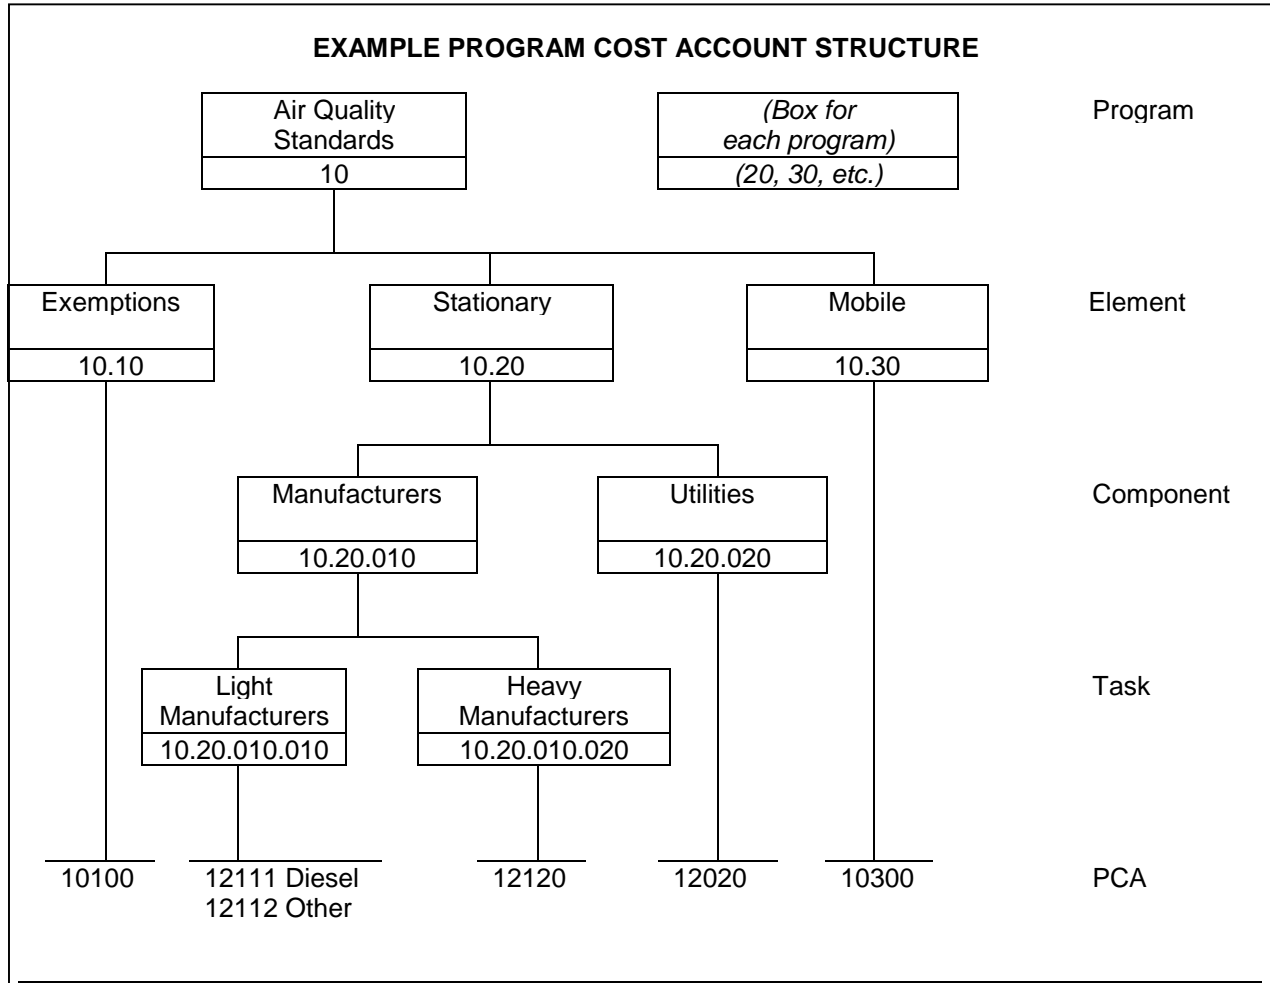 EXAMPLE PROGRAM COST ACCOUNT STRUCTURE
Air Quality
Standards
10
(Box for
each program)
(20, 30, etc.)
Program
Exemptions
10.10
Stationary
10.20
Mobile
10.30
Element
Manufacturers
10.20.010
Utilities
10.20.020
Component
Light
Manufacturers
10.20.010.010
Heavy
Manufacturers
10.20.010.020
Task
10100
12111 Diesel
12112 Other
12120
12020
10300
PCA